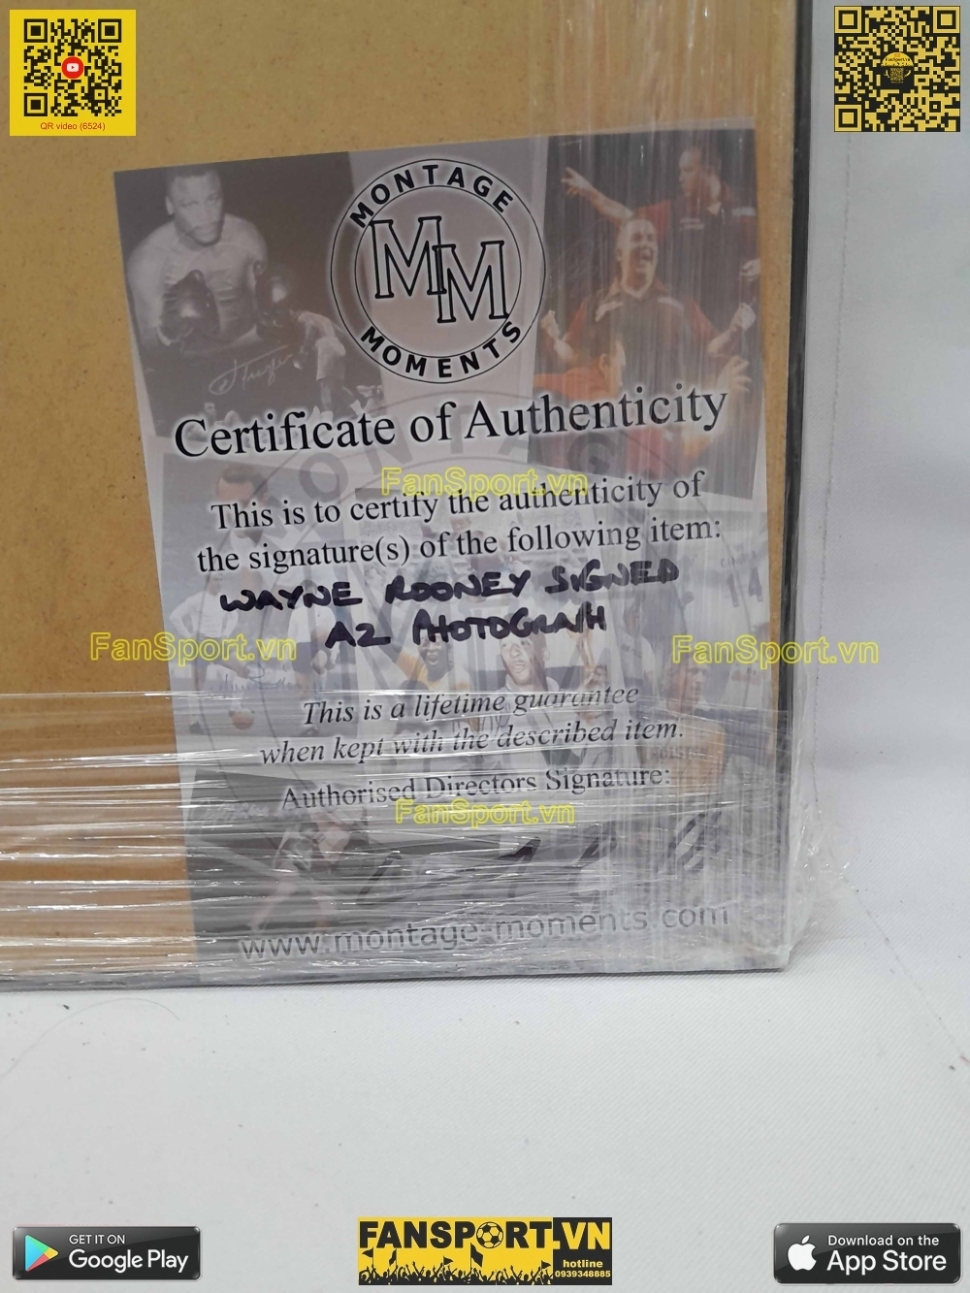 QR video (6524)
MONTAGE
MM
MOMENTS
Certificate of Authenticity
FanSport.vn
This is to certify the authenticity of
the signature(s) of the following item:
WAYNE ROONEY SIGNED
A2 PHOTOGRAPH
FanSport.vn
FanSport.vn
This is a lifetime guarantee
when kept with the described item.
Authorised Directors Signature:
FanSport.vn
www.montage-moments.com
GET IT ON
Google Play
FANSPORT.VN
hotline
0939348885
Download on the
App Store